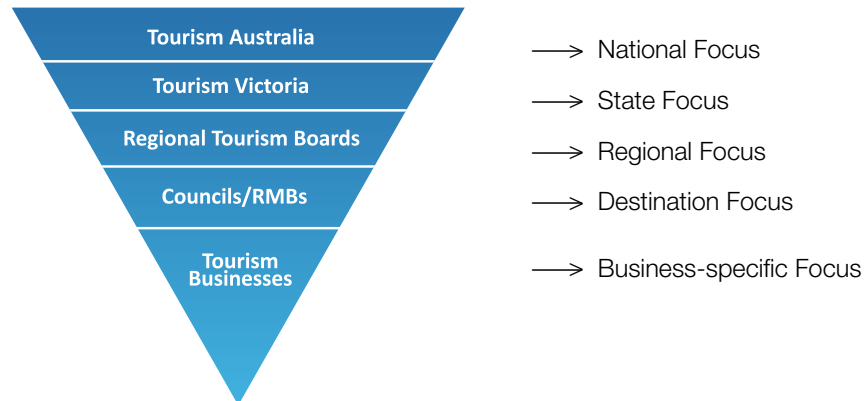 Tourism Australia
National Focus
Tourism Victoria
State Focus
Regional Tourism Boards
Regional Focus
Councils/RMBs
Destination Focus
Tourism
Businesses
Business-specific Focus